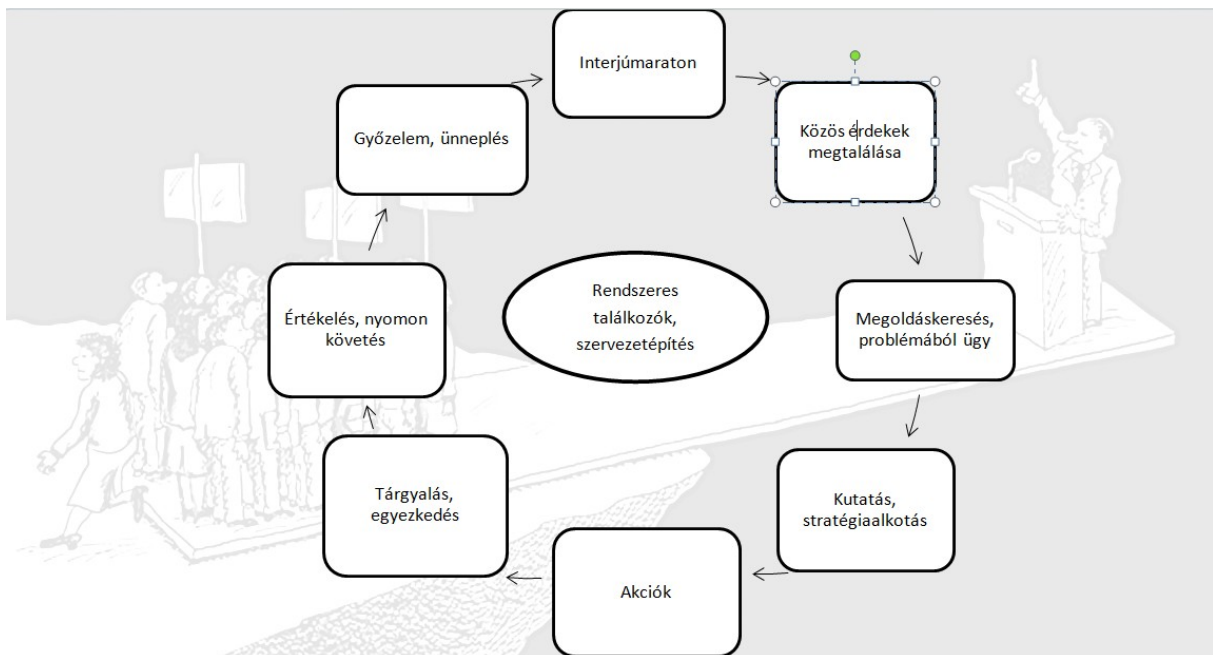 Interjúmaraton
Közös érdekek
megtalálása
Megoldáskeresés,
problémából ügy
Kutatás,
stratégiaalkotás
Akciók
Tárgyalás,
egyezkedés
Értékelés, nyomon
követés
Győzelem, ünneplés
Rendszeres
találkozók,
szervezetépítés